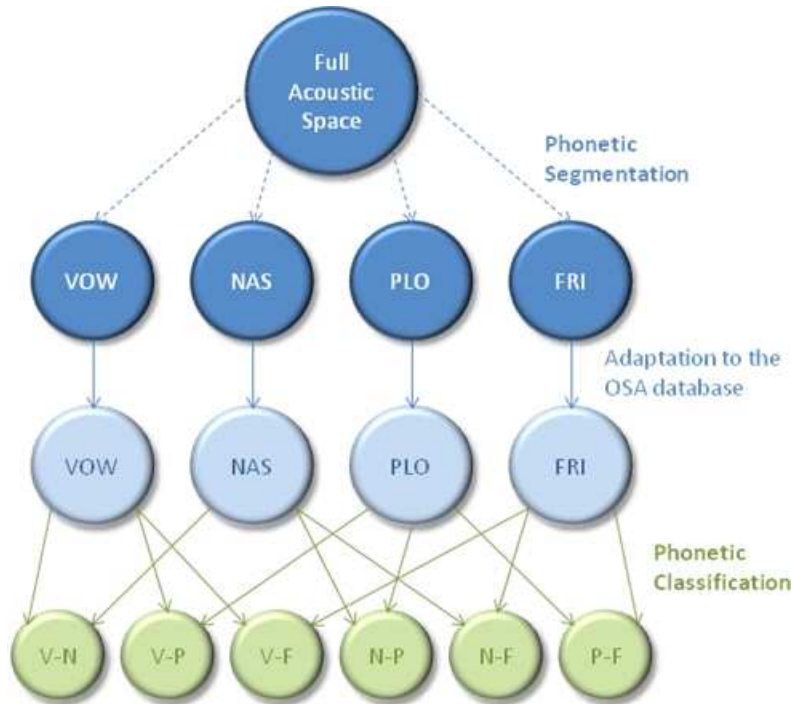 Full
Acoustic
Space
Phonetic
Segmentation
VOW
NAS
PLO
FRI
Adaptation to the
OSA database
VOW
NAS
PLO
FRI
Phonetic
Classification
V-N
V-P
V-F
N-P
N-F
P-F